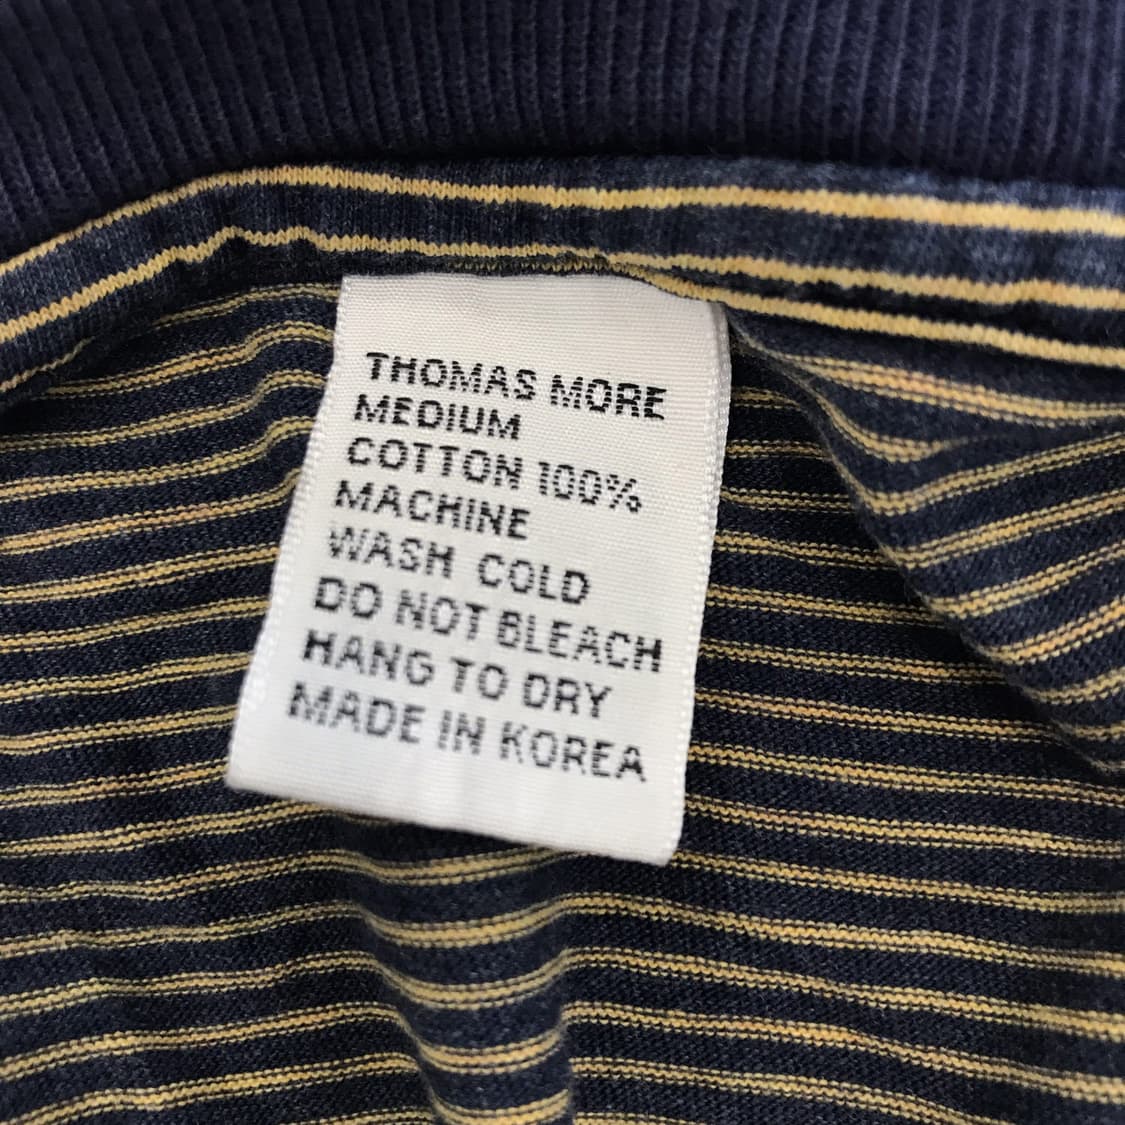 THOMAS MORE
MEDIUM
COTTON 100%
MACHINE
WASH COLD
DO NOT BLEACH
HANG TO DRY
MADE IN KOREA